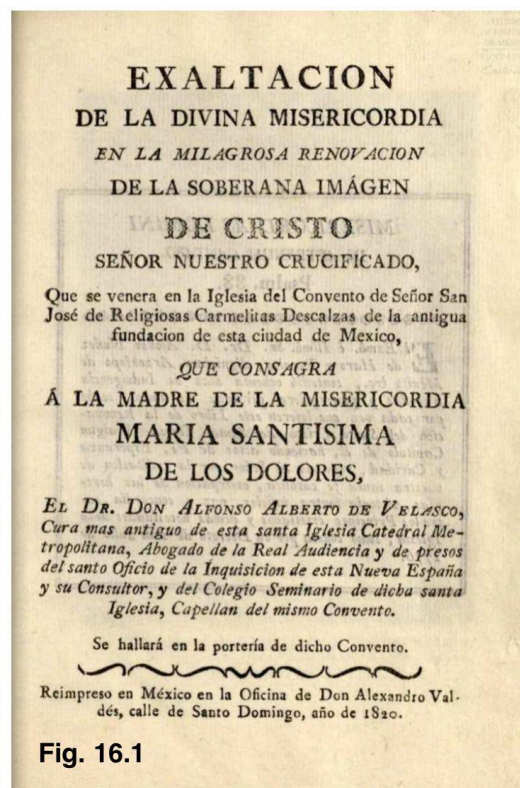 EXALTACION
DE LA DIVINA MISERICORDIA
EN LA MILAGROSA RENOVACION
DE LA SOBERANA IMÁGEN
DE CRISTO
SEÑOR NUESTRO CRUCIFICADO,
Que se venera en la Iglesia del Convento de Señor San
José de Religiosas Carmelitas Descalzas de la antigua
fundacion de esta ciudad de Mexico,
QUE CONSAGRA
Á LA MADRE DE LA MISERICORDIA
MARIA SANTISIMA
DE LOS DOLORES,
EL DR. DON ALFONSO ALBERTO DE VELASCO,
Cura mas antiguo de esta santa Iglesia Catedral Me-
tropolitana, Abogado de la Real Audiencia y de presos
del santo Oficio de la Inquisicion de esta Nueva España
y su Consultor, y del Colegio Seminario de dicha santa
Iglesia, Capellan del mismo Convento.
Se hallará en la portería de dicho Convento.
Reimpreso en México en la Oficina de Don Alexandro Val-
dés, calle de Santo Domingo, año de 1820.
Fig. 16.1